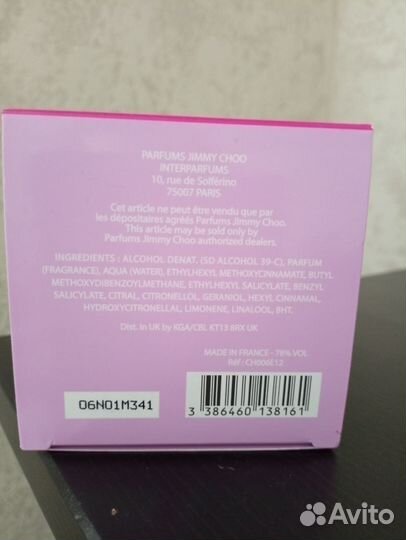 PARFUMS JIMMY CHOO
INTERPARFUMS
10, rue de Solférino
75007 PARIS
Cet article ne peut être vendu que par
les dépositaires agréés Parfums Jimmy Choo.
This article may be sold only by
Parfums Jimmy Choo authorized dealers.
INGREDIENTS : ALCOHOL DENAT. (SD ALCOHOL 39-C), PARFUM
(FRAGRANCE), AQUA (WATER), ETHYLHEXYL METHOXYCINNAMATE, BUTYL
METHOXYDIBENZOYLMETHANE, ETHYLHEXYL SALICYLATE, BENZYL
SALICYLATE, CITRAL, CITRONELLOL, GERANIOL, HEXYL CINNAMAL,
HYDROXYCITRONELLAL, LIMONENE, LINALOOL, BHT.
Dist. in UK by KGA/CBL KT13 8RX UK
MADE IN FRANCE - 78% VOL
Réf : CH006E12
06N01M341
3 386460 138161
Avito